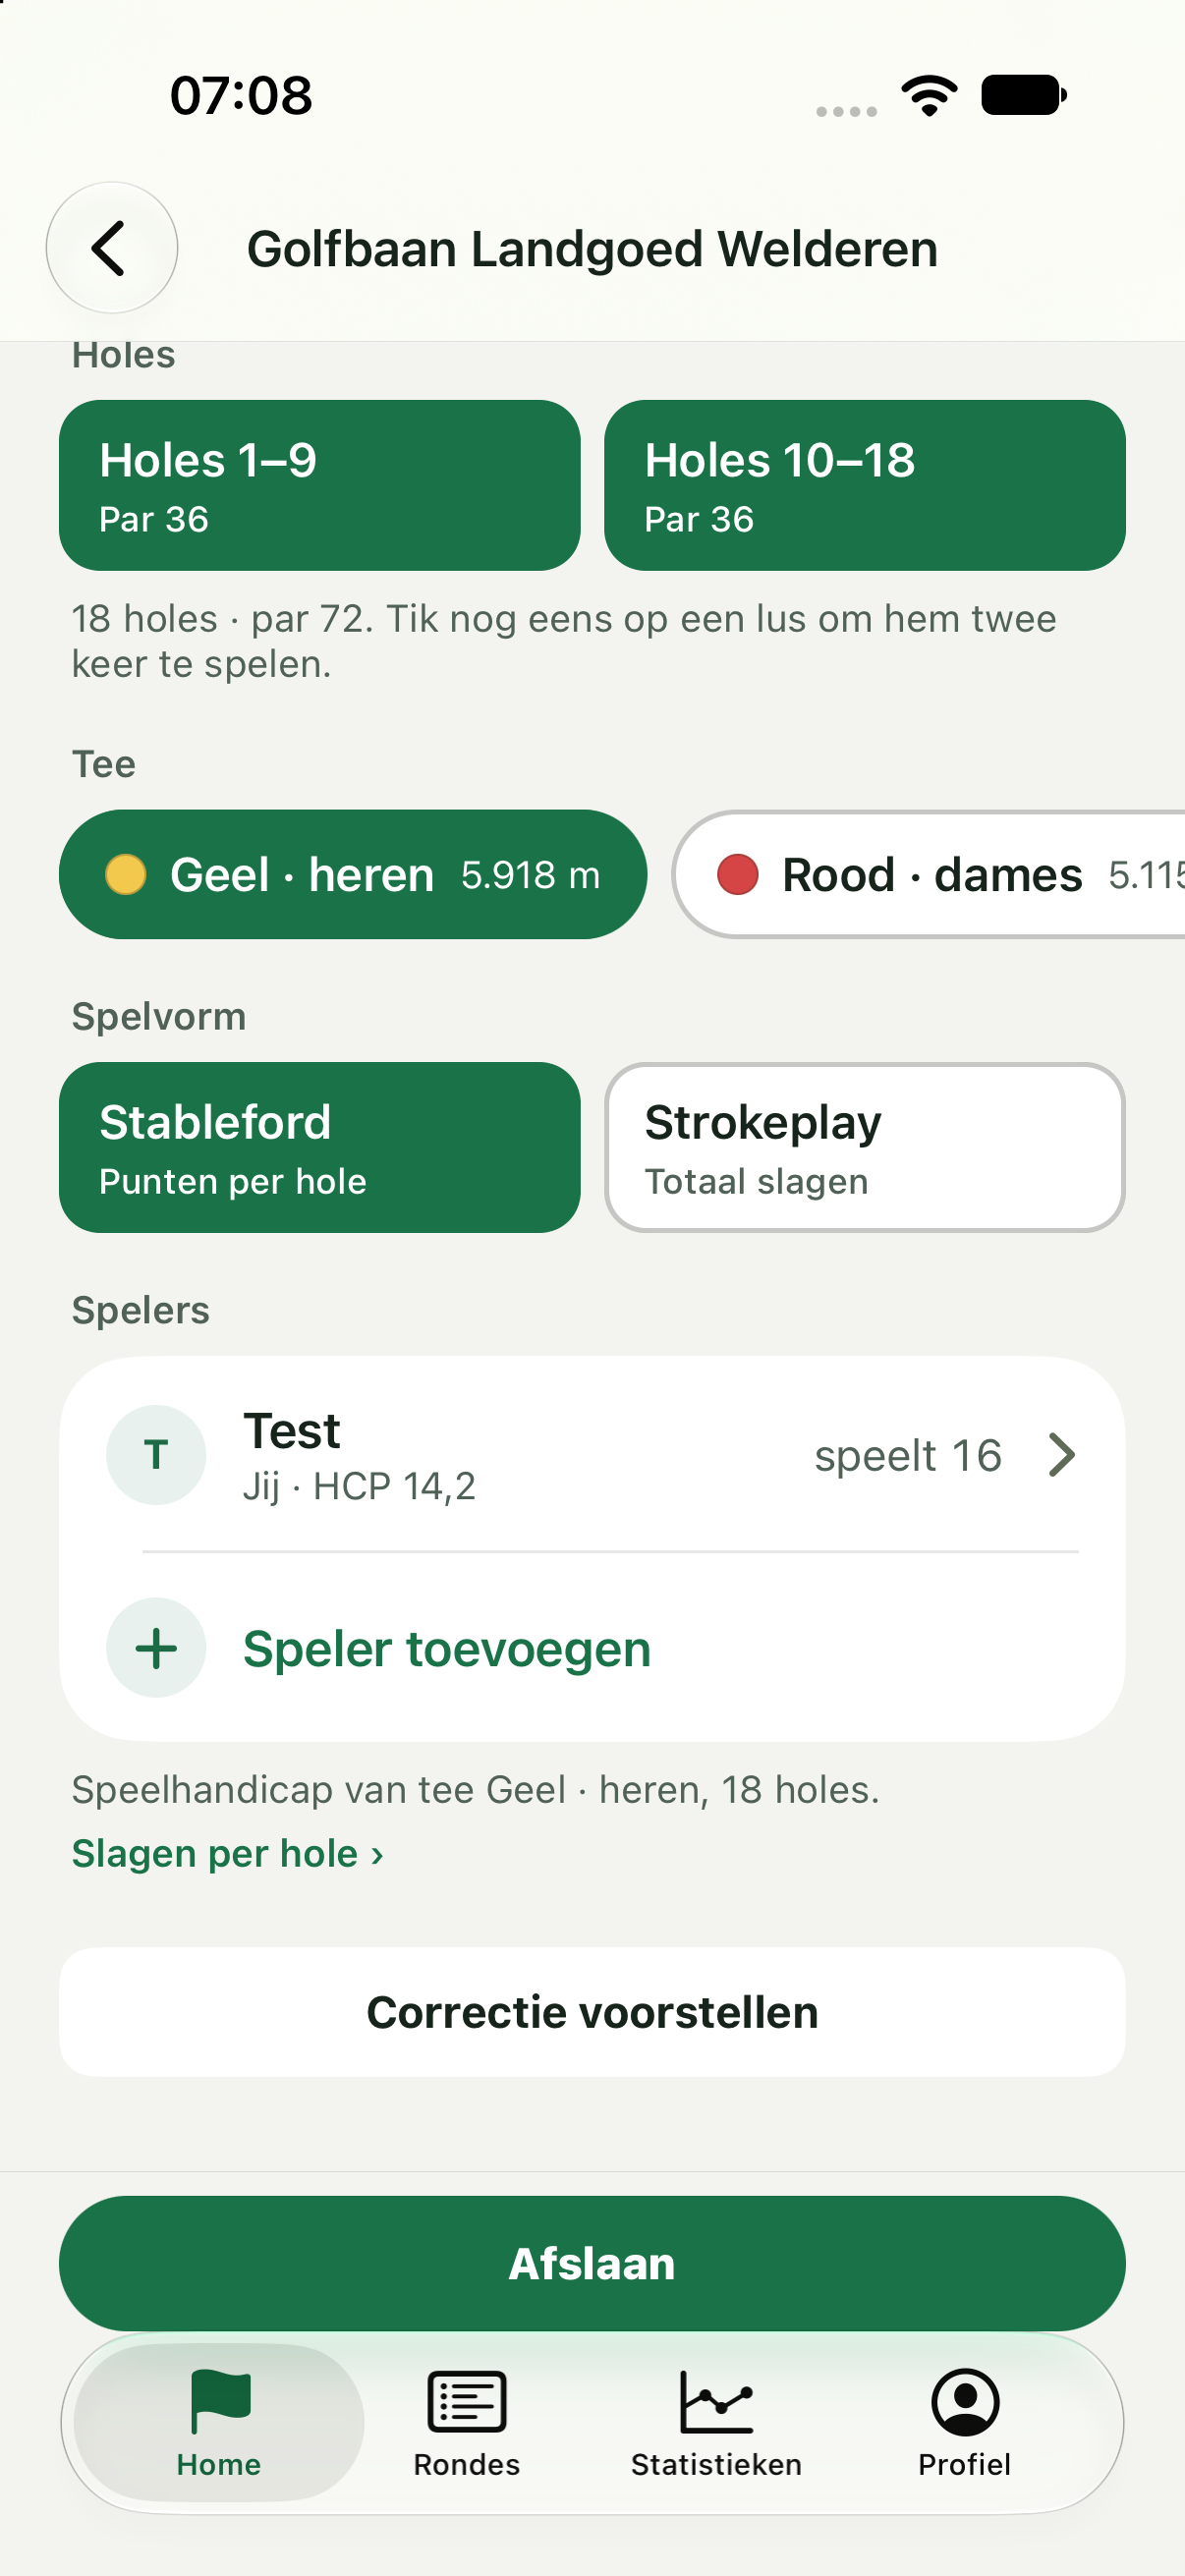 07:08
Golfbaan Landgoed Welderen
Holes
Holes 1–9
Par 36
Holes 10–18
Par 36
18 holes · par 72. Tik nog eens op een lus om hem twee
keer te spelen.
Tee
Geel · heren 5.918 m
Rood · dames 5.115
Spelvorm
Stableford
Punten per hole
Strokeplay
Totaal slagen
Spelers
T
Test
Jij · HCP 14,2
speelt 16
Speler toevoegen
Speelhandicap van tee Geel · heren, 18 holes.
Slagen per hole ›
Correctie voorstellen
Afslaan
Home
Rondes
Statistieken
Profiel